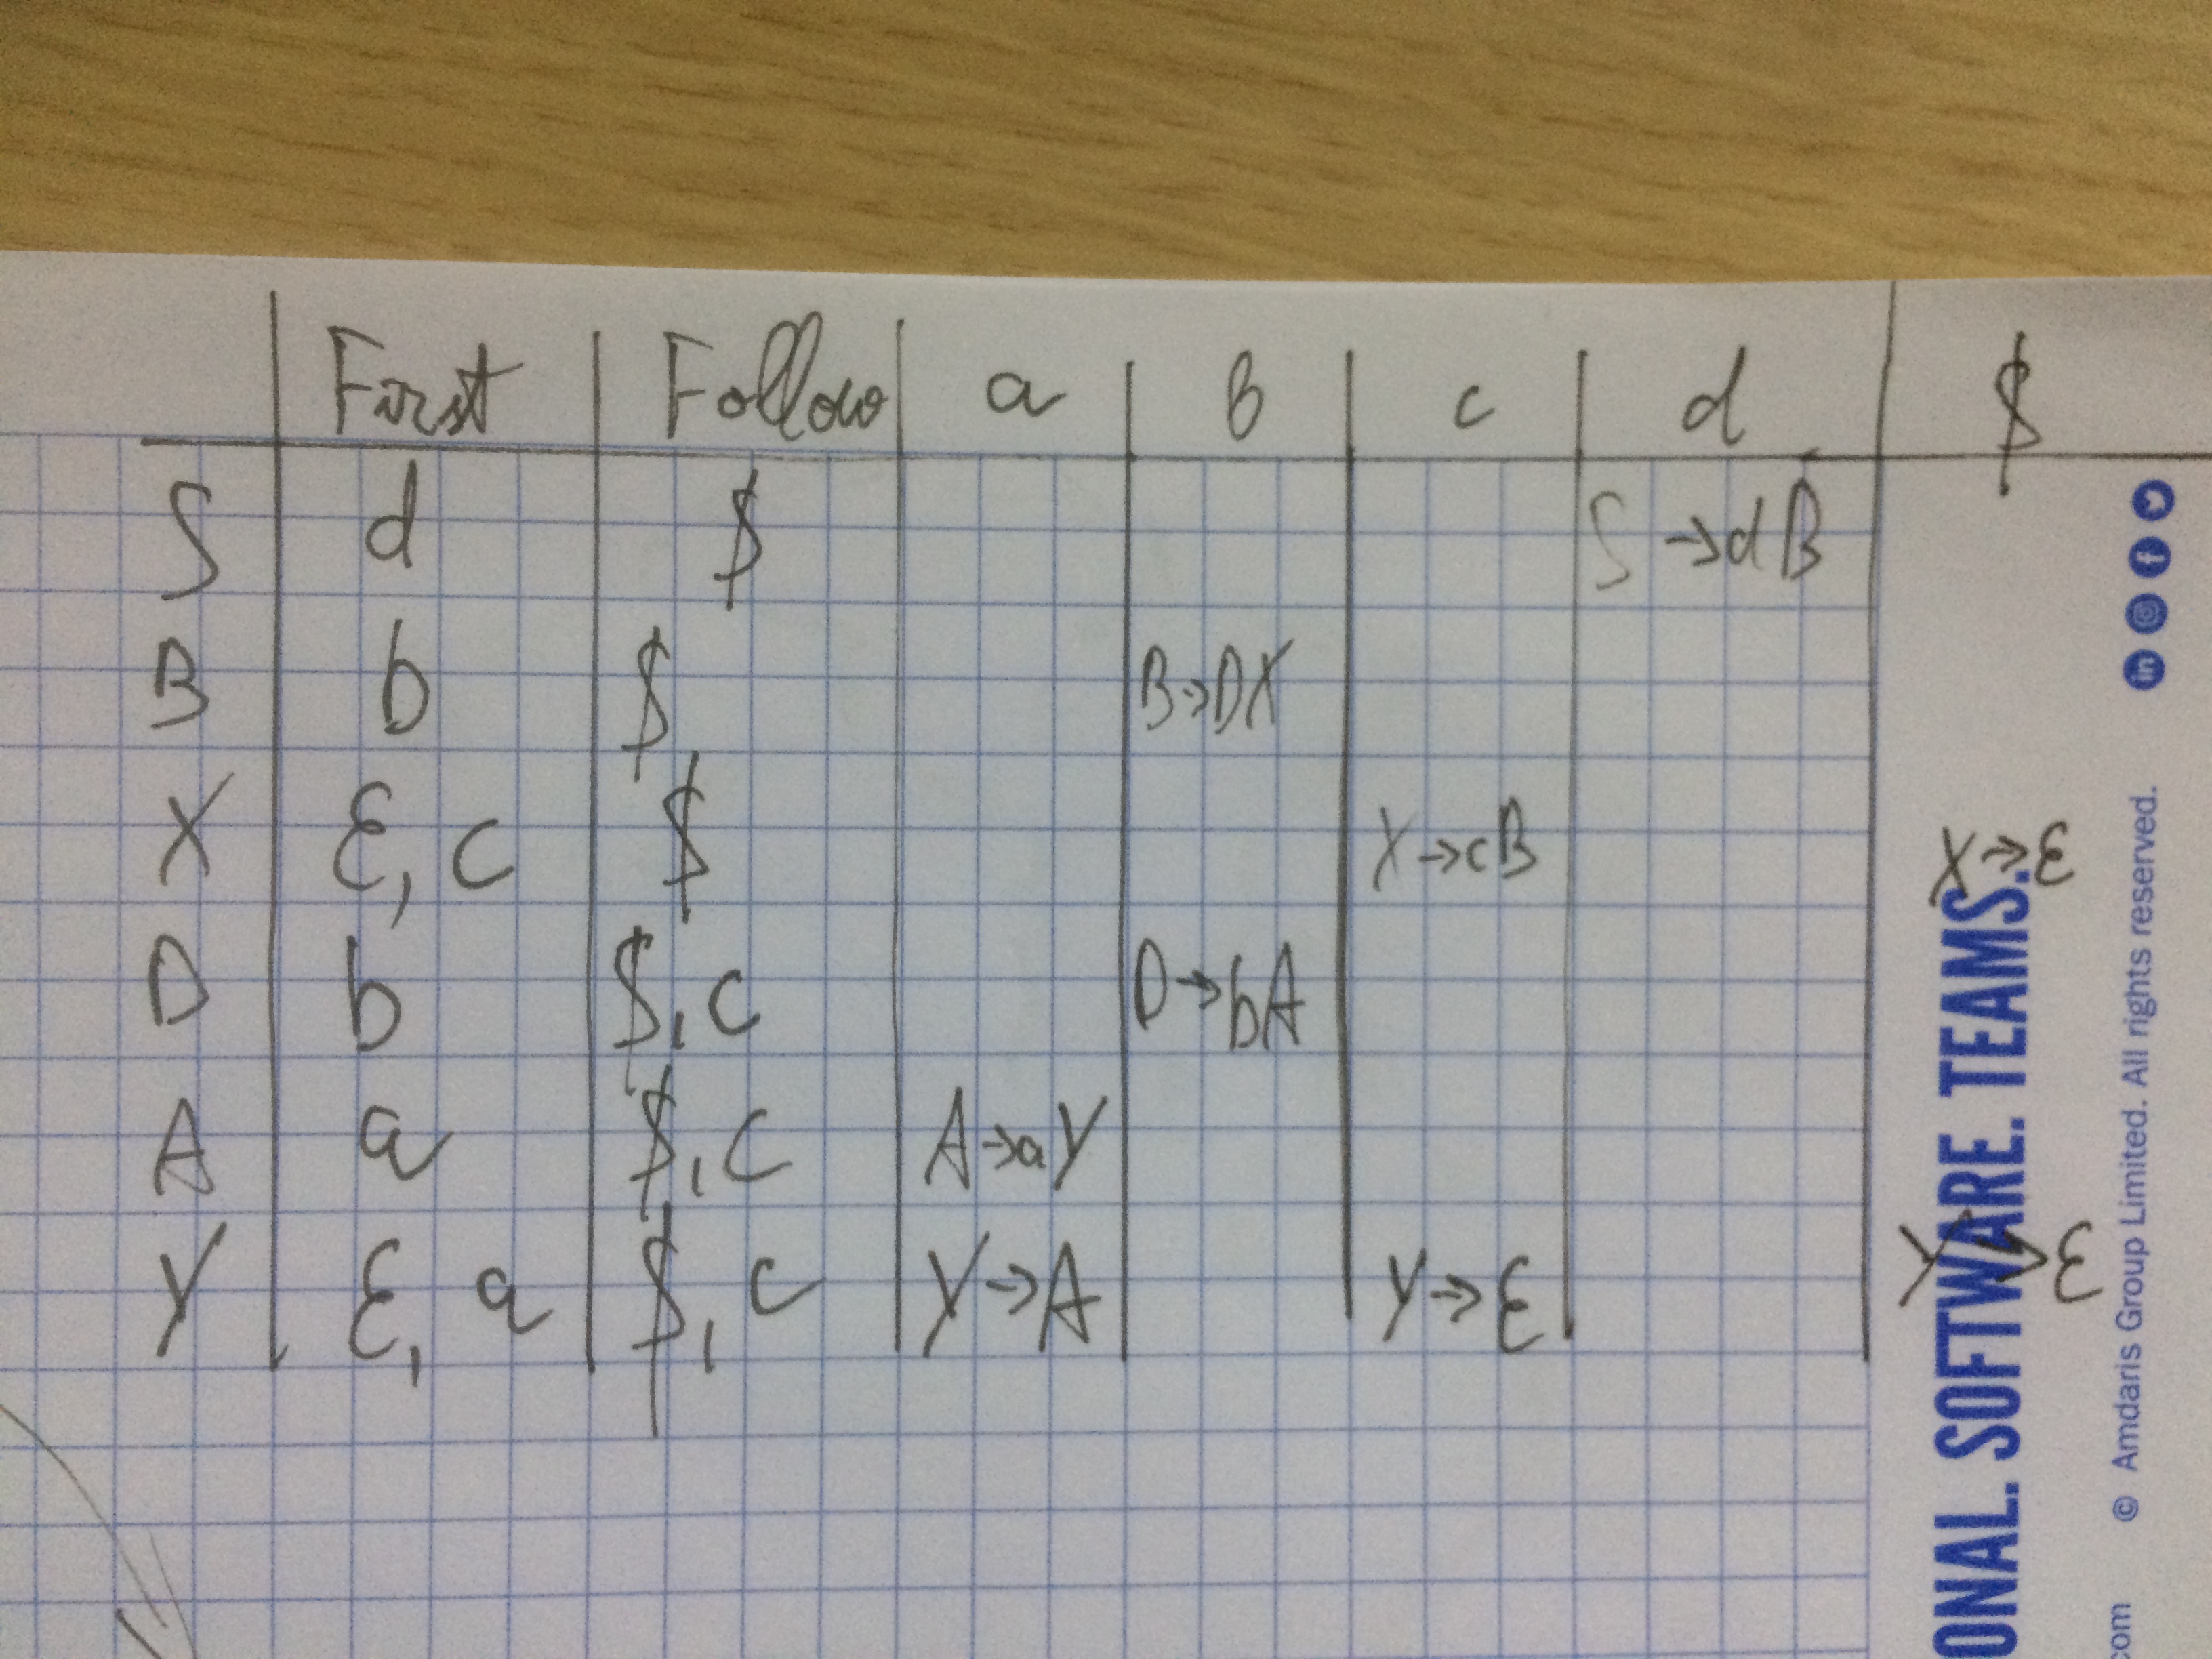 First Follow a b c d $
S d $ S → dB
B b $ B → DX
X ε, c $ X → cB X → ε
D b $, c D → bA
A a $, c A → aY
Y ε, a $, c Y → A Y → ε Y → ε
ONAL. SOFTWARE. TEAMS.
com © Amdaris Group Limited. All rights reserved.